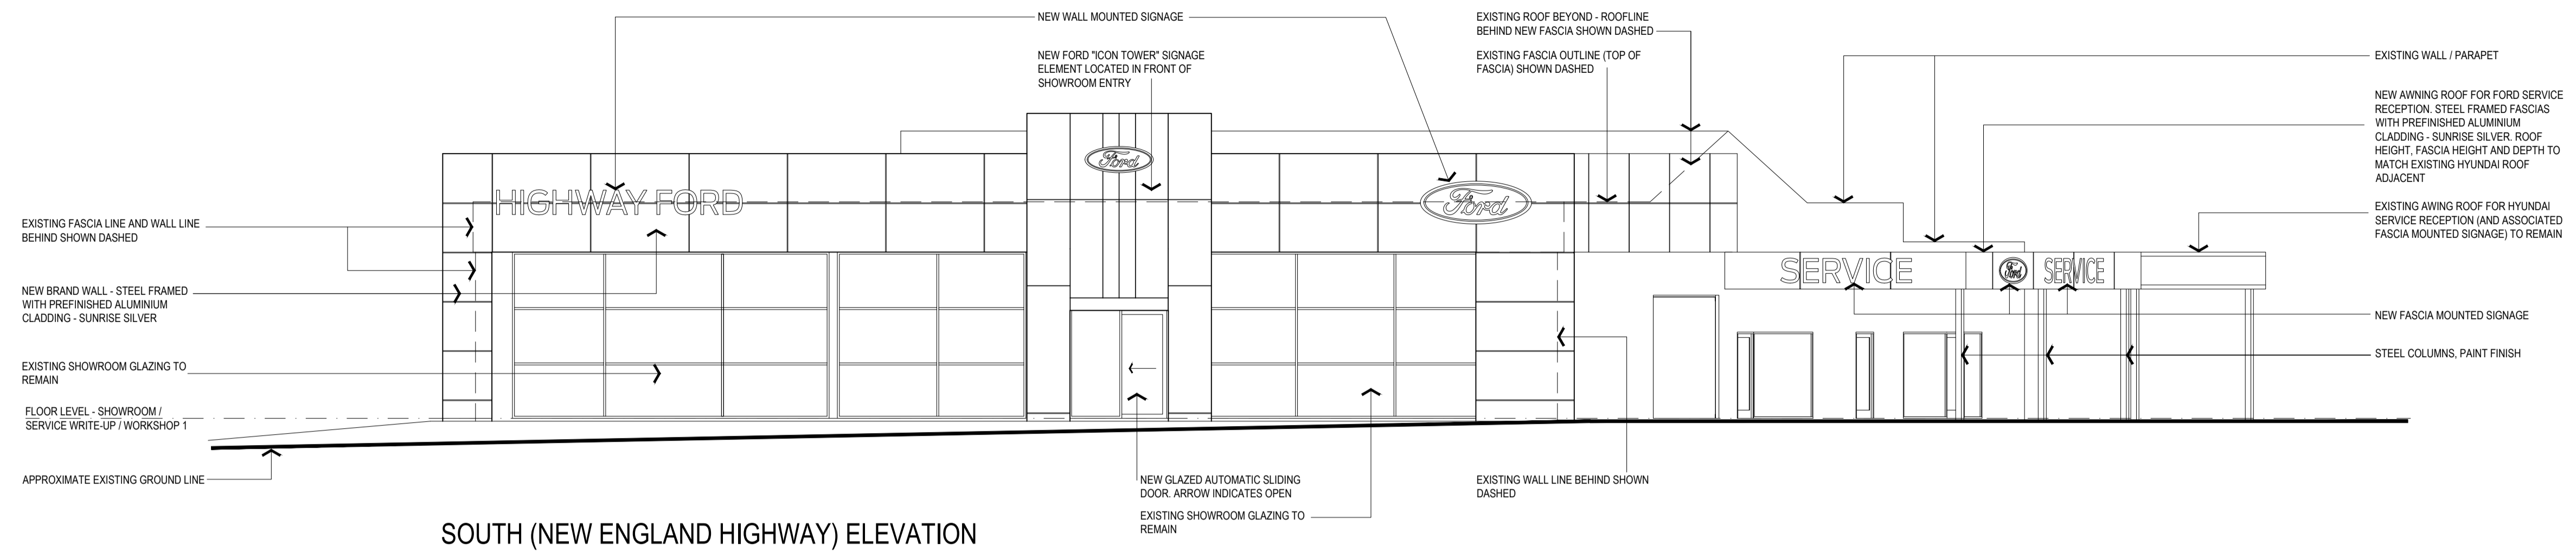 NEW WALL MOUNTED SIGNAGE
NEW FORD "ICON TOWER" SIGNAGE
ELEMENT LOCATED IN FRONT OF
SHOWROOM ENTRY
EXISTING ROOF BEYOND - ROOFLINE
BEHIND NEW FASCIA SHOWN DASHED
EXISTING FASCIA OUTLINE (TOP OF
FASCIA) SHOWN DASHED
EXISTING WALL / PARAPET
NEW AWNING ROOF FOR FORD SERVICE
RECEPTION. STEEL FRAMED FASCIAS
WITH PREFINISHED ALUMINIUM
CLADDING - SUNRISE SILVER. ROOF
HEIGHT, FASCIA HEIGHT AND DEPTH TO
MATCH EXISTING HYUNDAI ROOF
ADJACENT
EXISTING AWING ROOF FOR HYUNDAI
SERVICE RECEPTION (AND ASSOCIATED
FASCIA MOUNTED SIGNAGE) TO REMAIN
NEW FASCIA MOUNTED SIGNAGE
STEEL COLUMNS, PAINT FINISH
HIGHWAY FORD
Ford
Ford
SERVICE
Ford
SERVICE
EXISTING FASCIA LINE AND WALL LINE
BEHIND SHOWN DASHED
NEW BRAND WALL - STEEL FRAMED
WITH PREFINISHED ALUMINIUM
CLADDING - SUNRISE SILVER
EXISTING SHOWROOM GLAZING TO
REMAIN
FLOOR LEVEL - SHOWROOM /
SERVICE WRITE-UP / WORKSHOP 1
APPROXIMATE EXISTING GROUND LINE
NEW GLAZED AUTOMATIC SLIDING
DOOR. ARROW INDICATES OPEN
EXISTING SHOWROOM GLAZING TO
REMAIN
EXISTING WALL LINE BEHIND SHOWN
DASHED
SOUTH (NEW ENGLAND HIGHWAY) ELEVATION